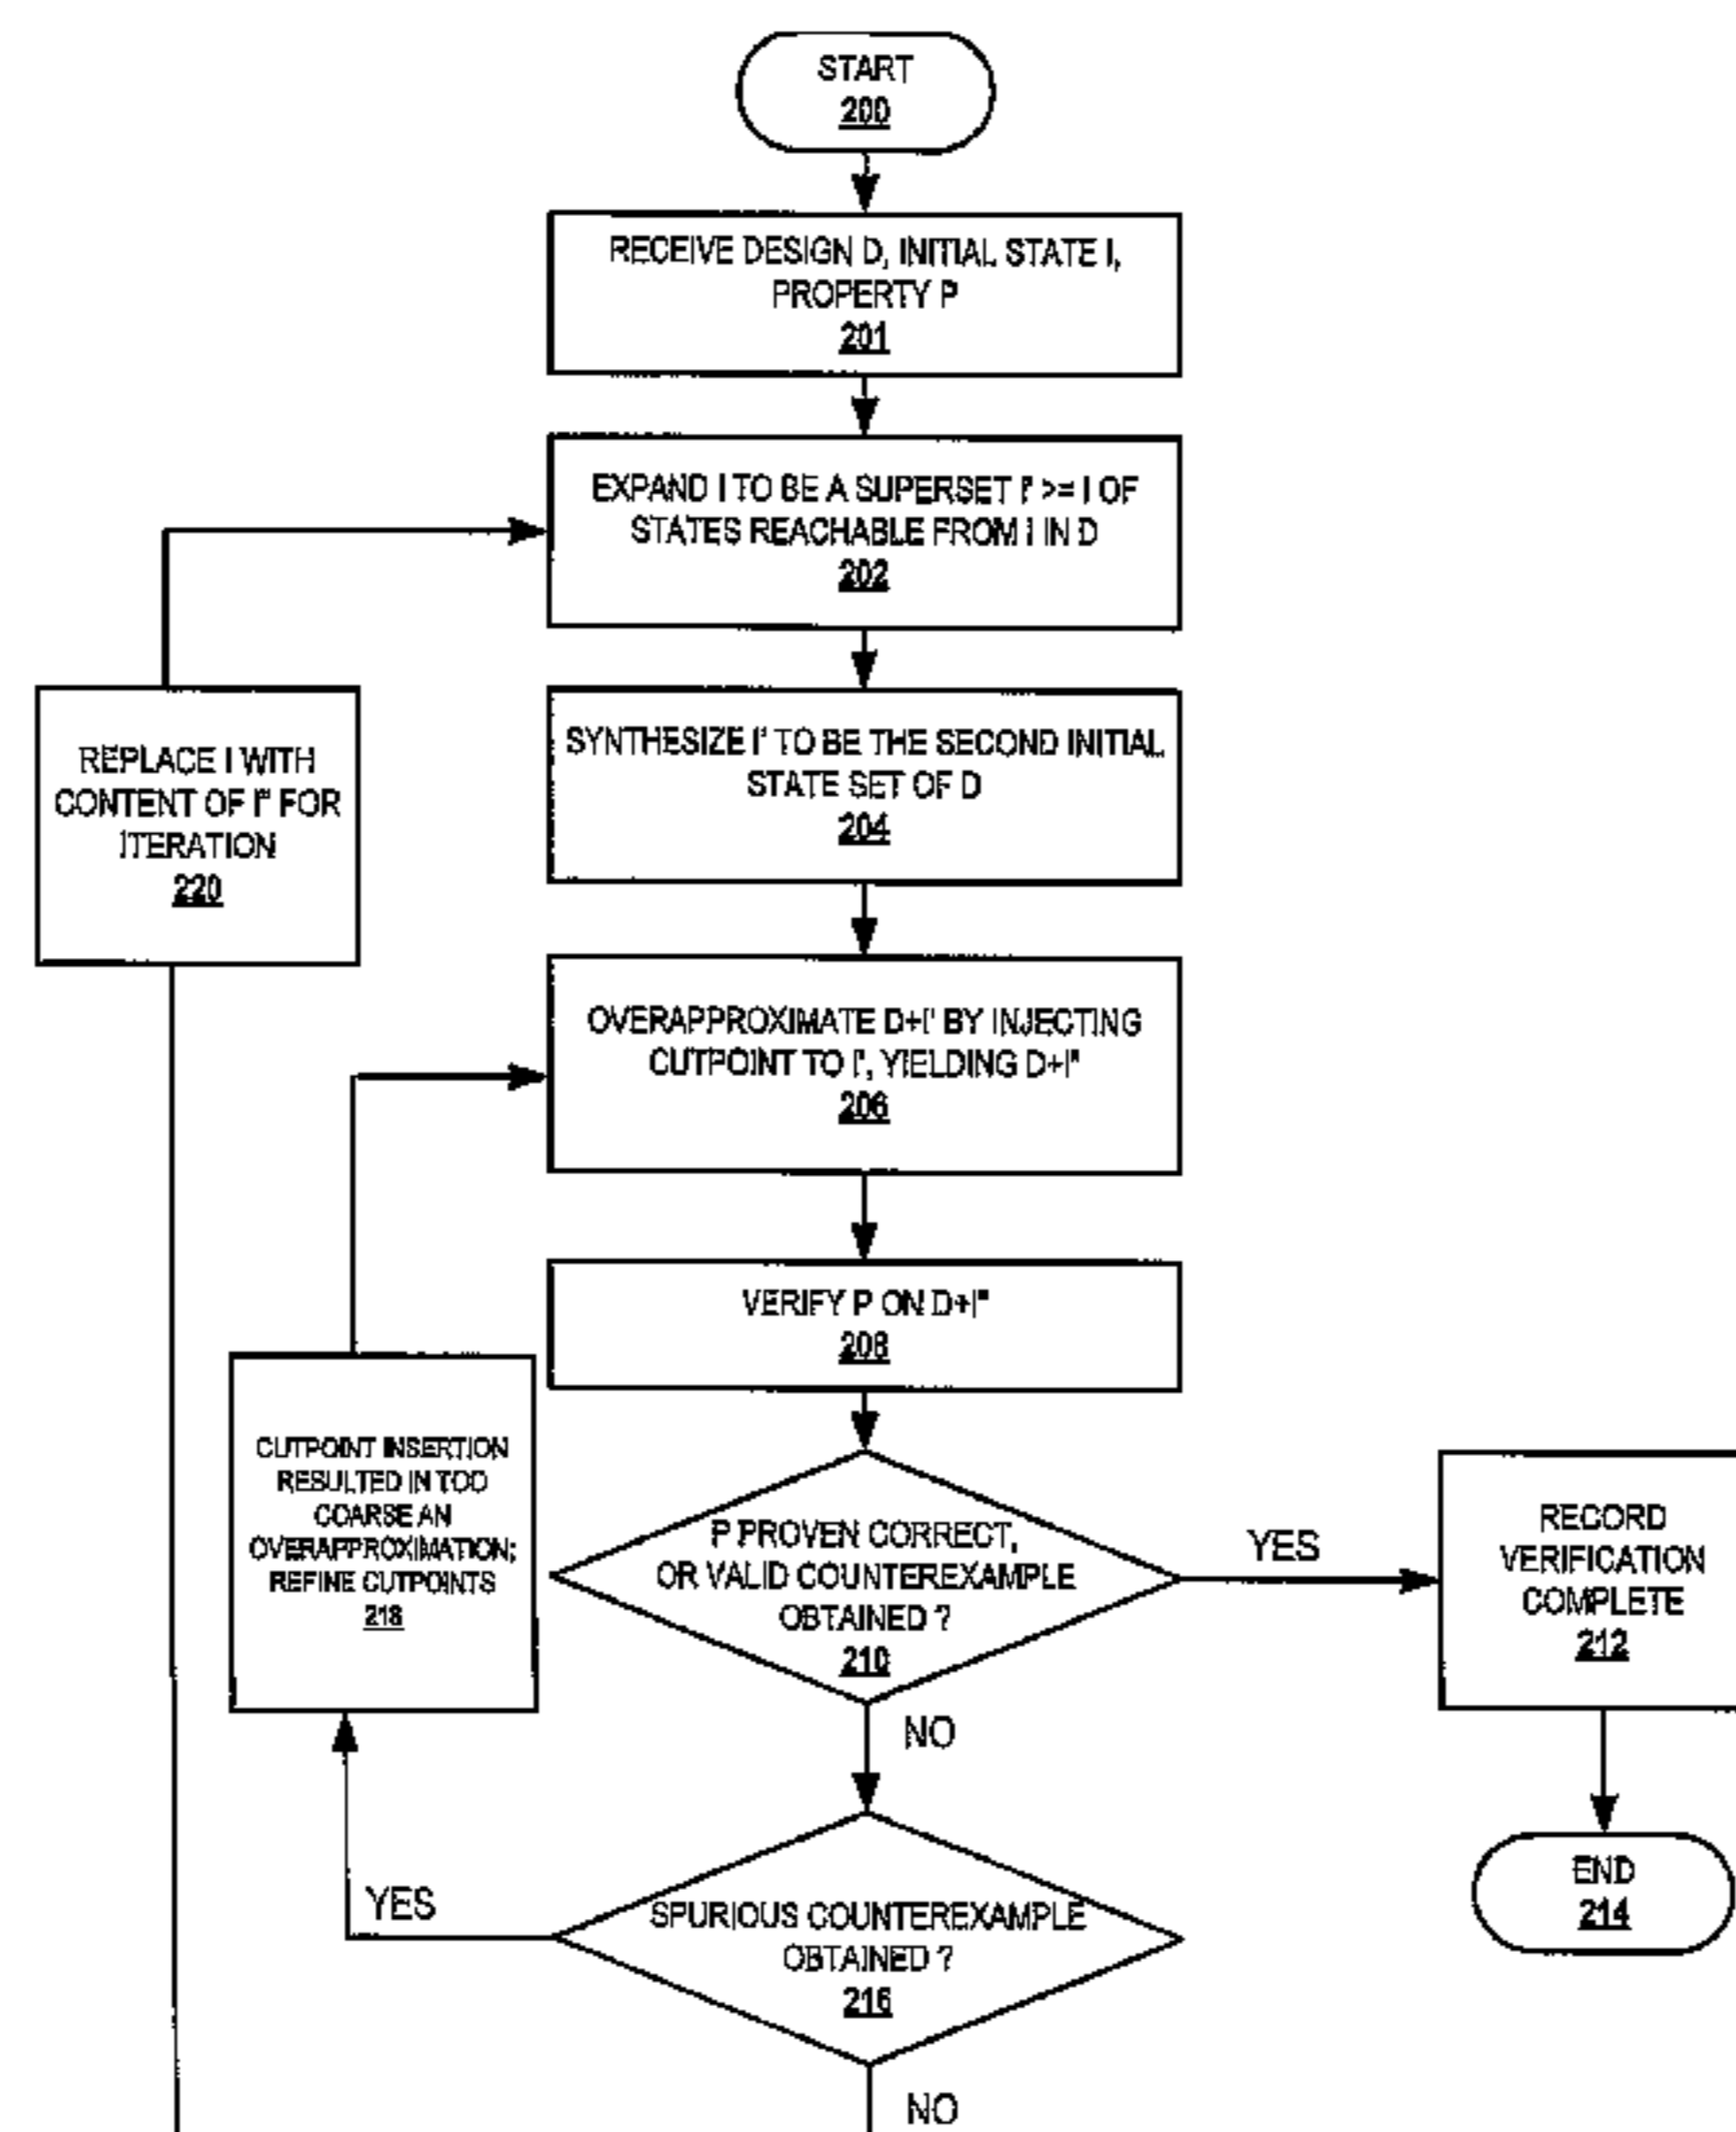 START
200
RECEIVE DESIGN D, INITIAL STATE I,
PROPERTY P
201
EXPAND I TO BE A SUPERSET I' >= I OF
STATES REACHABLE FROM I IN D
202
SYNTHESIZE I' TO BE THE SECOND INITIAL
STATE SET OF D
204
REPLACE I WITH
CONTENT OF I" FOR
ITERATION
220
OVERAPPROXIMATE D+I' BY INJECTING
CUTPOINT TO I', YIELDING D+I"
206
VERIFY P ON D+I"
208
CUTPOINT INSERTION
RESULTED IN TOO
COARSE AN
OVERAPPROXIMATION;
REFINE CUTPOINTS
218
P PROVEN CORRECT,
OR VALID COUNTEREXAMPLE
OBTAINED ?
210
YES
RECORD
VERIFICATION
COMPLETE
212
NO
END
214
YES
SPURIOUS COUNTEREXAMPLE
OBTAINED ?
216
NO